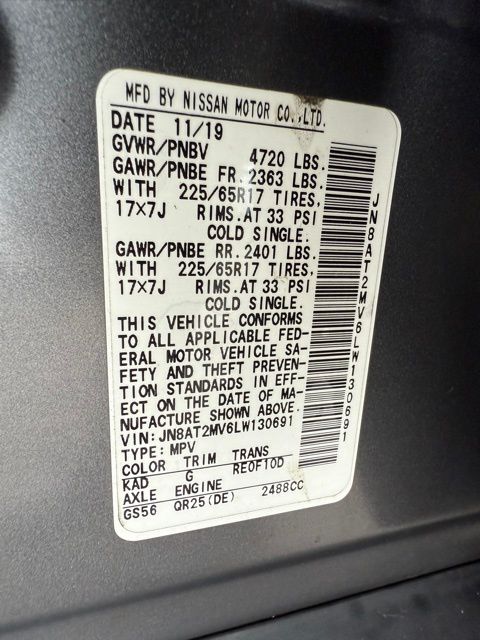 MFD BY NISSAN MOTOR CO.,LTD.
DATE 11/19
GVWR/PNBV 4720 LBS.
GAWR/PNBE FR.2363 LBS.
WITH 225/65R17 TIRES,
17×7J RIMS.AT 33 PSI
COLD SINGLE.
GAWR/PNBE RR.2401 LBS.
WITH 225/65R17 TIRES,
17×7J RIMS.AT 33 PSI
COLD SINGLE.
THIS VEHICLE CONFORMS
TO ALL APPLICABLE FED-
ERAL MOTOR VEHICLE SA-
FETY AND THEFT PREVEN-
TION STANDARDS IN EFF-
ECT ON THE DATE OF MA-
NUFACTURE SHOWN ABOVE.
VIN:JN8AT2MV6LW130691
TYPE:MPV
COLOR TRIM TRANS
KAD G RE0F10D
AXLE ENGINE
GS56 QR25(DE) 2488CC
JN8AT2MV6LW130691